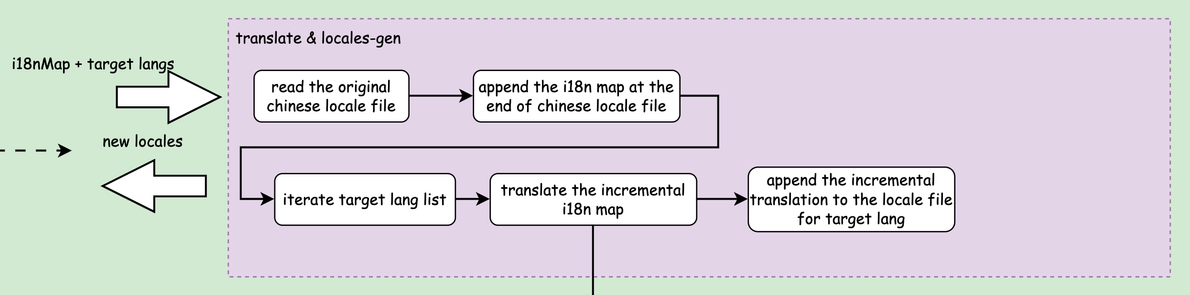 translate & locales-gen
i18nMap + target langs
read the original
chinese locale file
append the i18n map at the
end of chinese locale file
new locales
iterate target lang list
translate the incremental
i18n map
append the incremental
translation to the locale file
for target lang